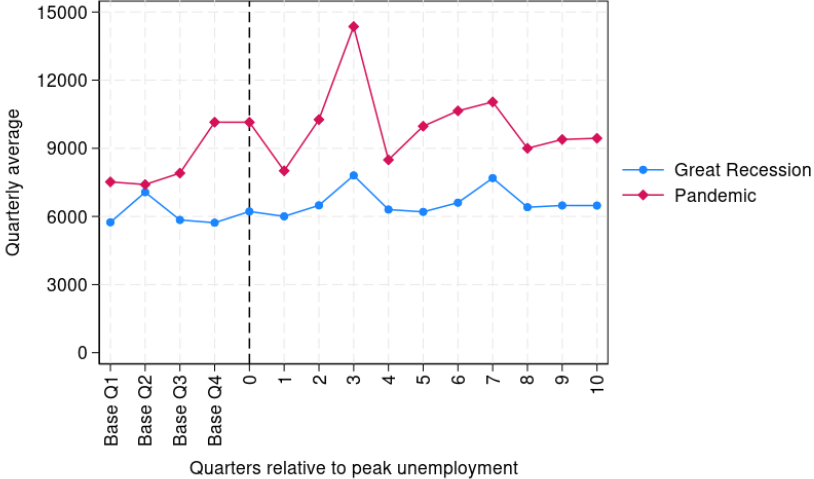 15000
12000
9000
6000
3000
0
Quarterly average
Base Q1
Base Q2
Base Q3
Base Q4
0
1
2
3
4
5
6
7
8
9
10
Quarters relative to peak unemployment
Great Recession
Pandemic